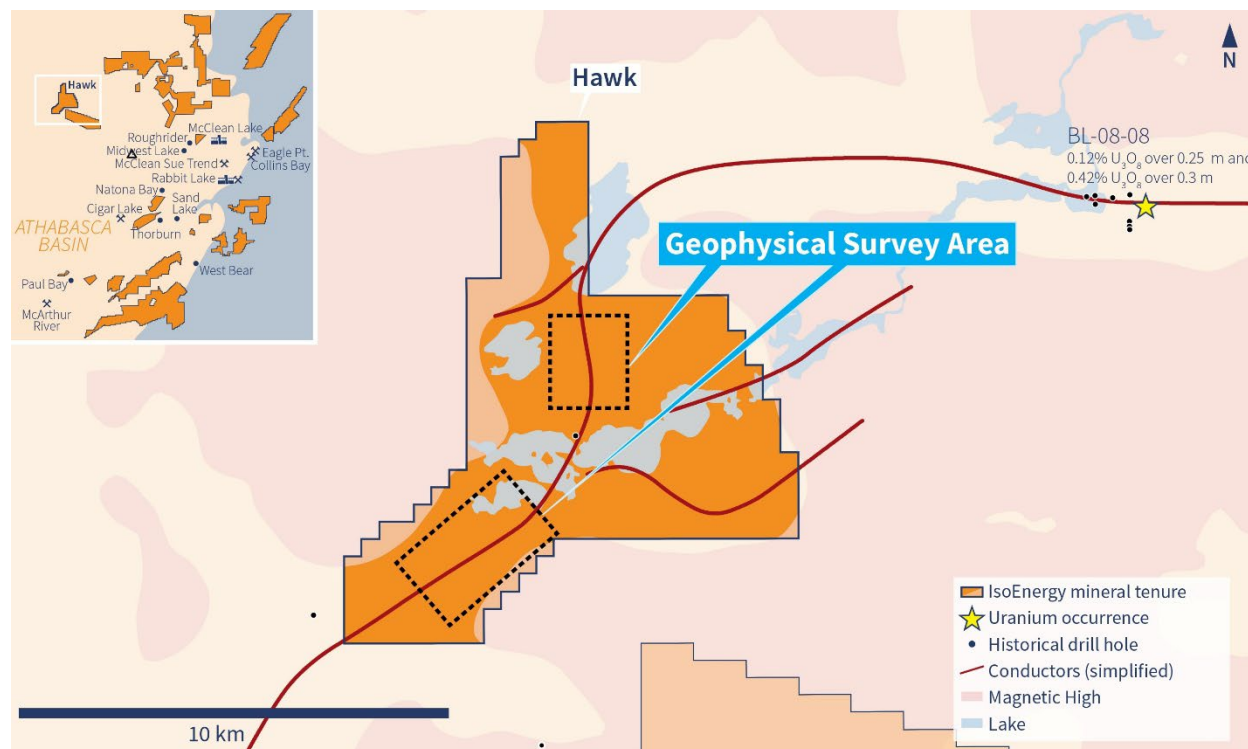 Hawk
McClean Lake
Roughrider
Midwest Lake
McClean Sue Trend
Eagle Pt.
Collins Bay
Rabbit Lake
Natona Bay
Sand
Lake
Cigar Lake
Thorburn
ATHABASCA
BASIN
West Bear
Paul Bay
McArthur
River
Hawk
N
BL-08-08
0.12% U₃O₈ over 0.25 m and
0.42% U₃O₈ over 0.3 m
Geophysical Survey Area
IsoEnergy mineral tenure
Uranium occurrence
Historical drill hole
Conductors (simplified)
Magnetic High
Lake
10 km